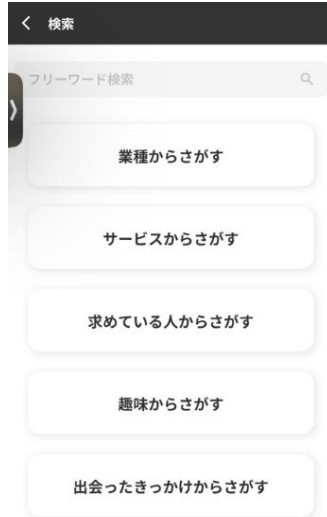 検索
フリーワード検索
業種からさがす
サービスからさがす
求めている人からさがす
趣味からさがす
出会ったきっかけからさがす